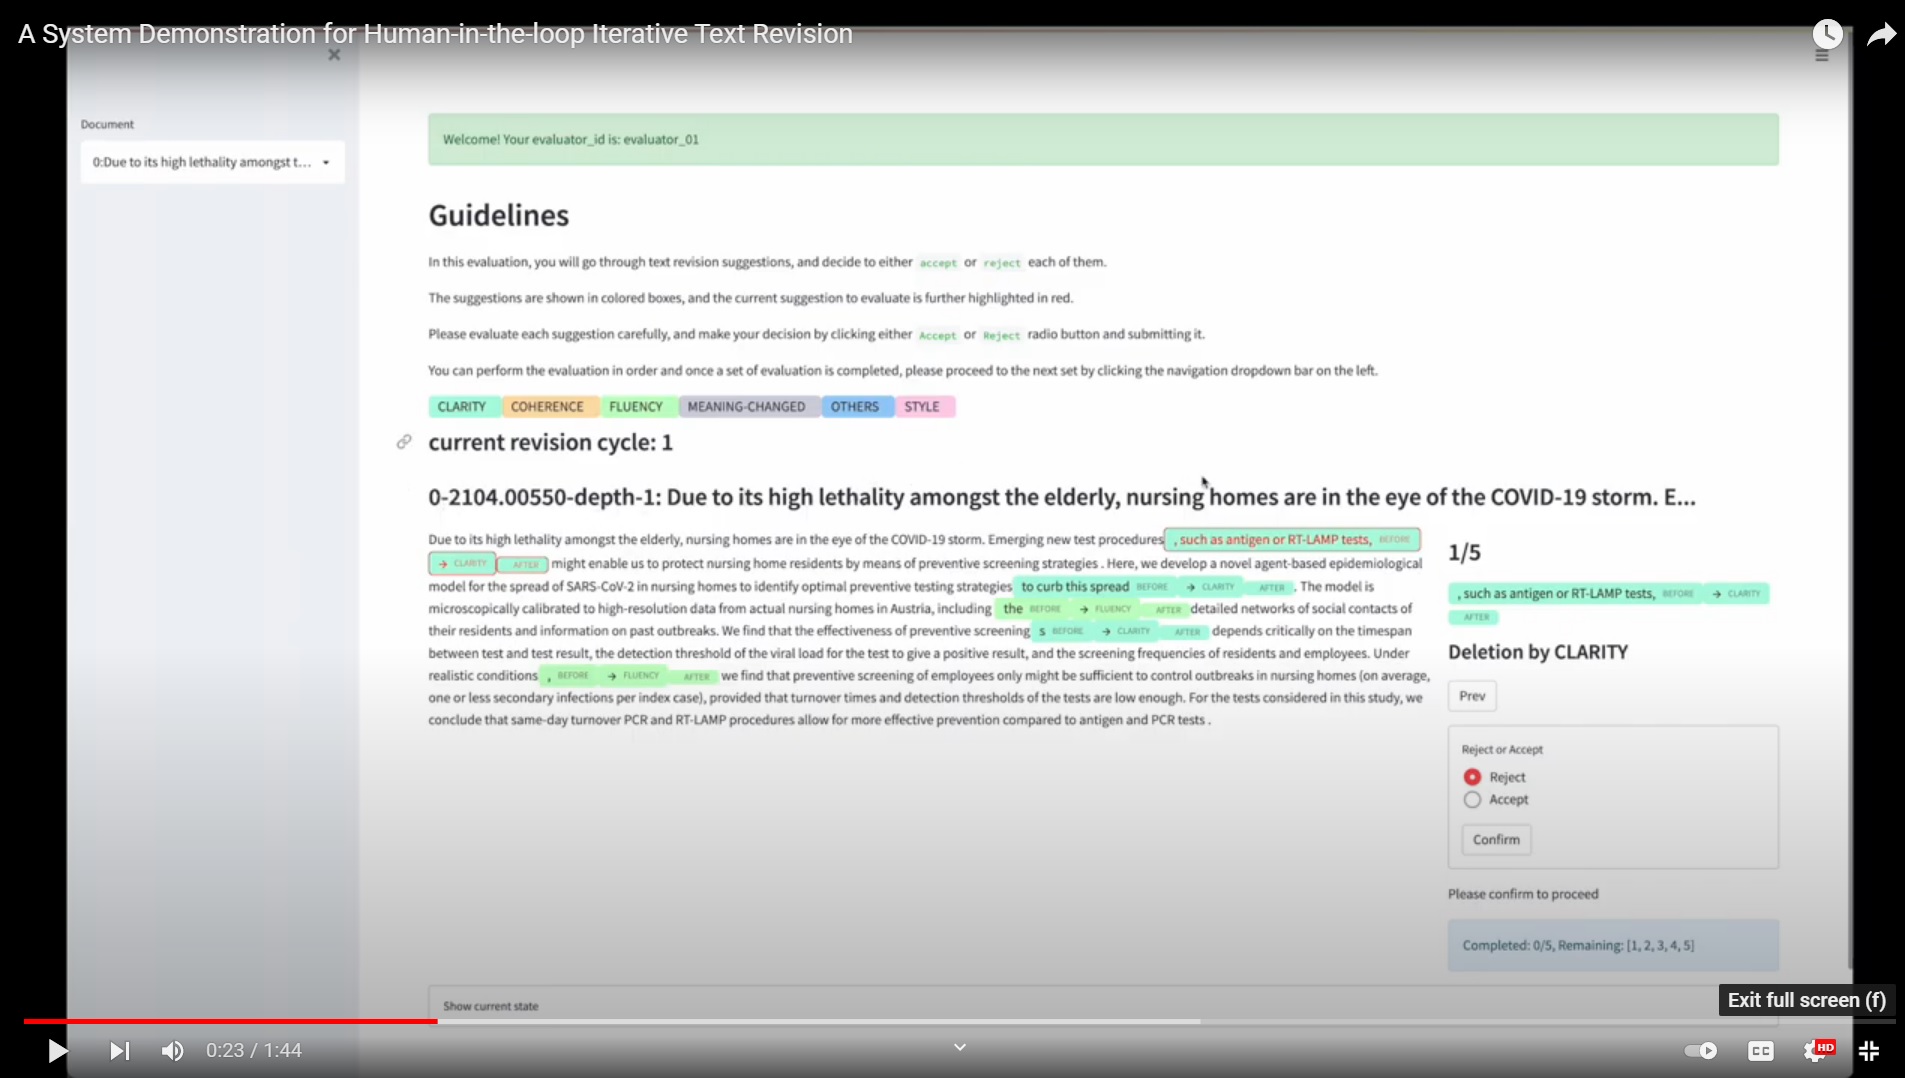 A System Demonstration for Human-in-the-loop Iterative Text Revision
Document
0:Due to its high lethality amongst t...
Welcome! Your evaluator_id is: evaluator_01
Guidelines
In this evaluation, you will go through text revision suggestions, and decide to either accept or reject each of them.
The suggestions are shown in colored boxes, and the current suggestion to evaluate is further highlighted in red.
Please evaluate each suggestion carefully, and make your decision by clicking either Accept or Reject radio button and submitting it.
You can perform the evaluation in order and once a set of evaluation is completed, please proceed to the next set by clicking the navigation dropdown bar on the left.
CLARITY COHERENCE FLUENCY MEANING-CHANGED OTHERS STYLE
current revision cycle: 1
0-2104.00550-depth-1: Due to its high lethality amongst the elderly, nursing homes are in the eye of the COVID-19 storm. E...
Due to its high lethality amongst the elderly, nursing homes are in the eye of the COVID-19 storm. Emerging new test procedures , such as antigen or RT-LAMP tests, BEFORE
→ CLARITY AFTER might enable us to protect nursing home residents by means of preventive screening strategies . Here, we develop a novel agent-based epidemiological
model for the spread of SARS-CoV-2 in nursing homes to identify optimal preventive testing strategies to curb this spread BEFORE → CLARITY AFTER . The model is
microscopically calibrated to high-resolution data from actual nursing homes in Austria, including the BEFORE → FLUENCY AFTER detailed networks of social contacts of
their residents and information on past outbreaks. We find that the effectiveness of preventive screening s BEFORE → CLARITY AFTER depends critically on the timespan
between test and test result, the detection threshold of the viral load for the test to give a positive result, and the screening frequencies of residents and employees. Under
realistic conditions , BEFORE → FLUENCY AFTER we find that preventive screening of employees only might be sufficient to control outbreaks in nursing homes (on average,
one or less secondary infections per index case), provided that turnover times and detection thresholds of the tests are low enough. For the tests considered in this study, we
conclude that same-day turnover PCR and RT-LAMP procedures allow for more effective prevention compared to antigen and PCR tests .
1/5
, such as antigen or RT-LAMP tests, BEFORE → CLARITY
AFTER
Deletion by CLARITY
Prev
Reject or Accept
Reject
Accept
Confirm
Please confirm to proceed
Completed: 0/5, Remaining: [1, 2, 3, 4, 5]
Show current state
Exit full screen (f)
0:23 / 1:44
CC
HD